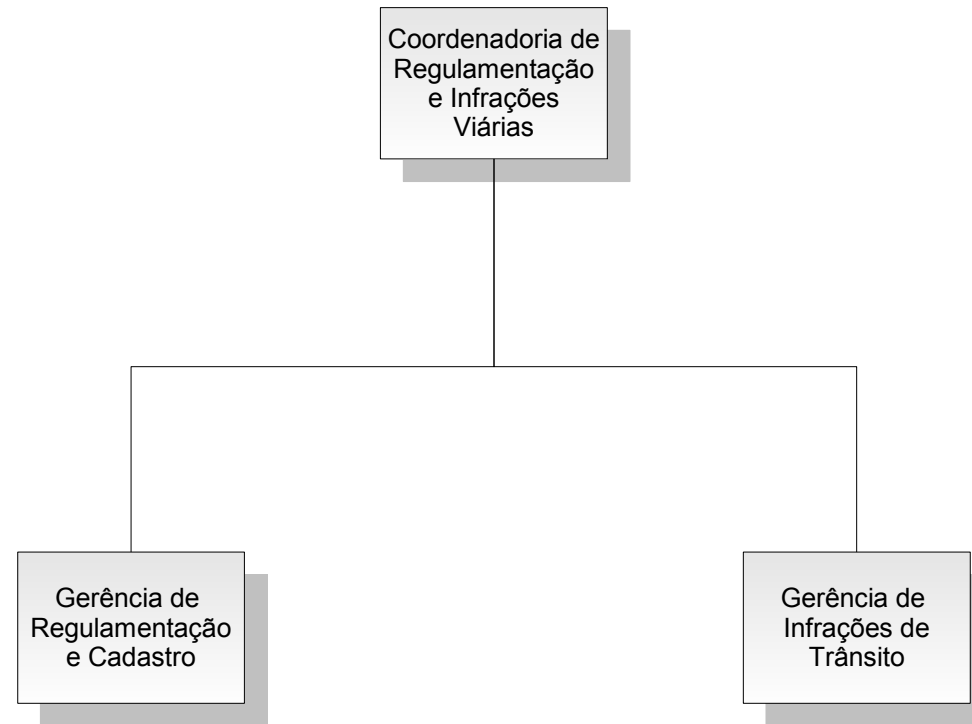 Coordenadoria de
Regulamentação
e Infrações
Viárias
Gerência de
Regulamentação
e Cadastro
Gerência de
Infrações de
Trânsito